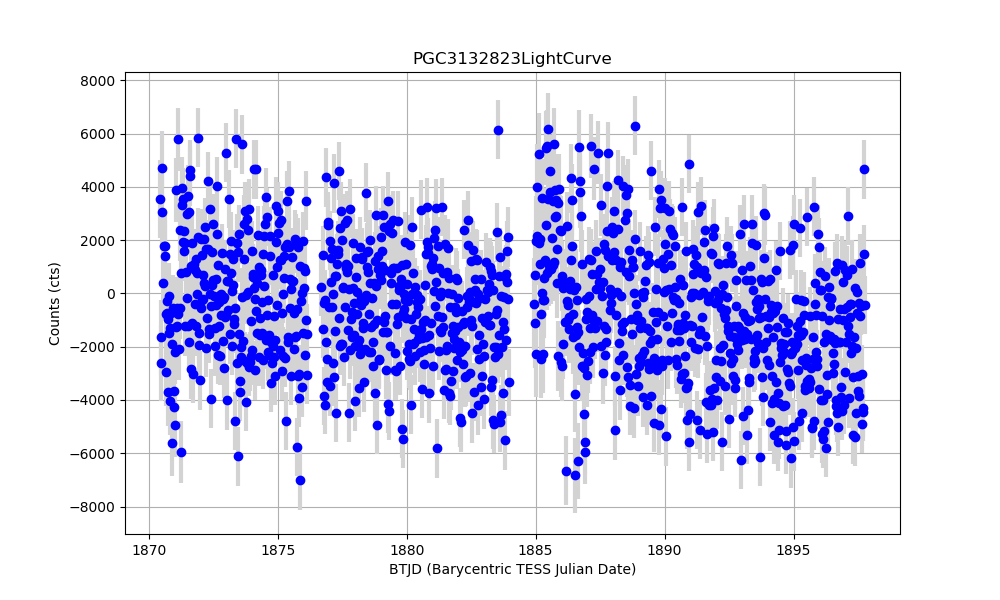 PGC3132823LightCurve
8000
6000
4000
2000
0
−2000
−4000
−6000
−8000
Counts (cts)
1870 1875 1880 1885 1890 1895
BTJD (Barycentric TESS Julian Date)